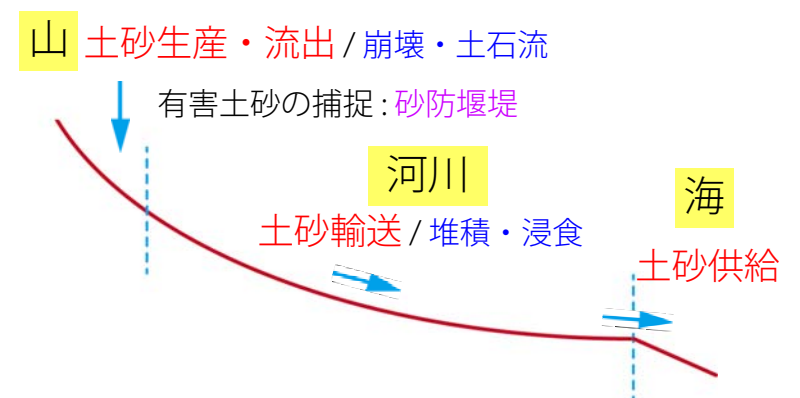 山 土砂生産・流出 / 崩壊・土石流
有害土砂の捕捉 : 砂防堰堤
河川
土砂輸送 / 堆積・浸食
海
土砂供給